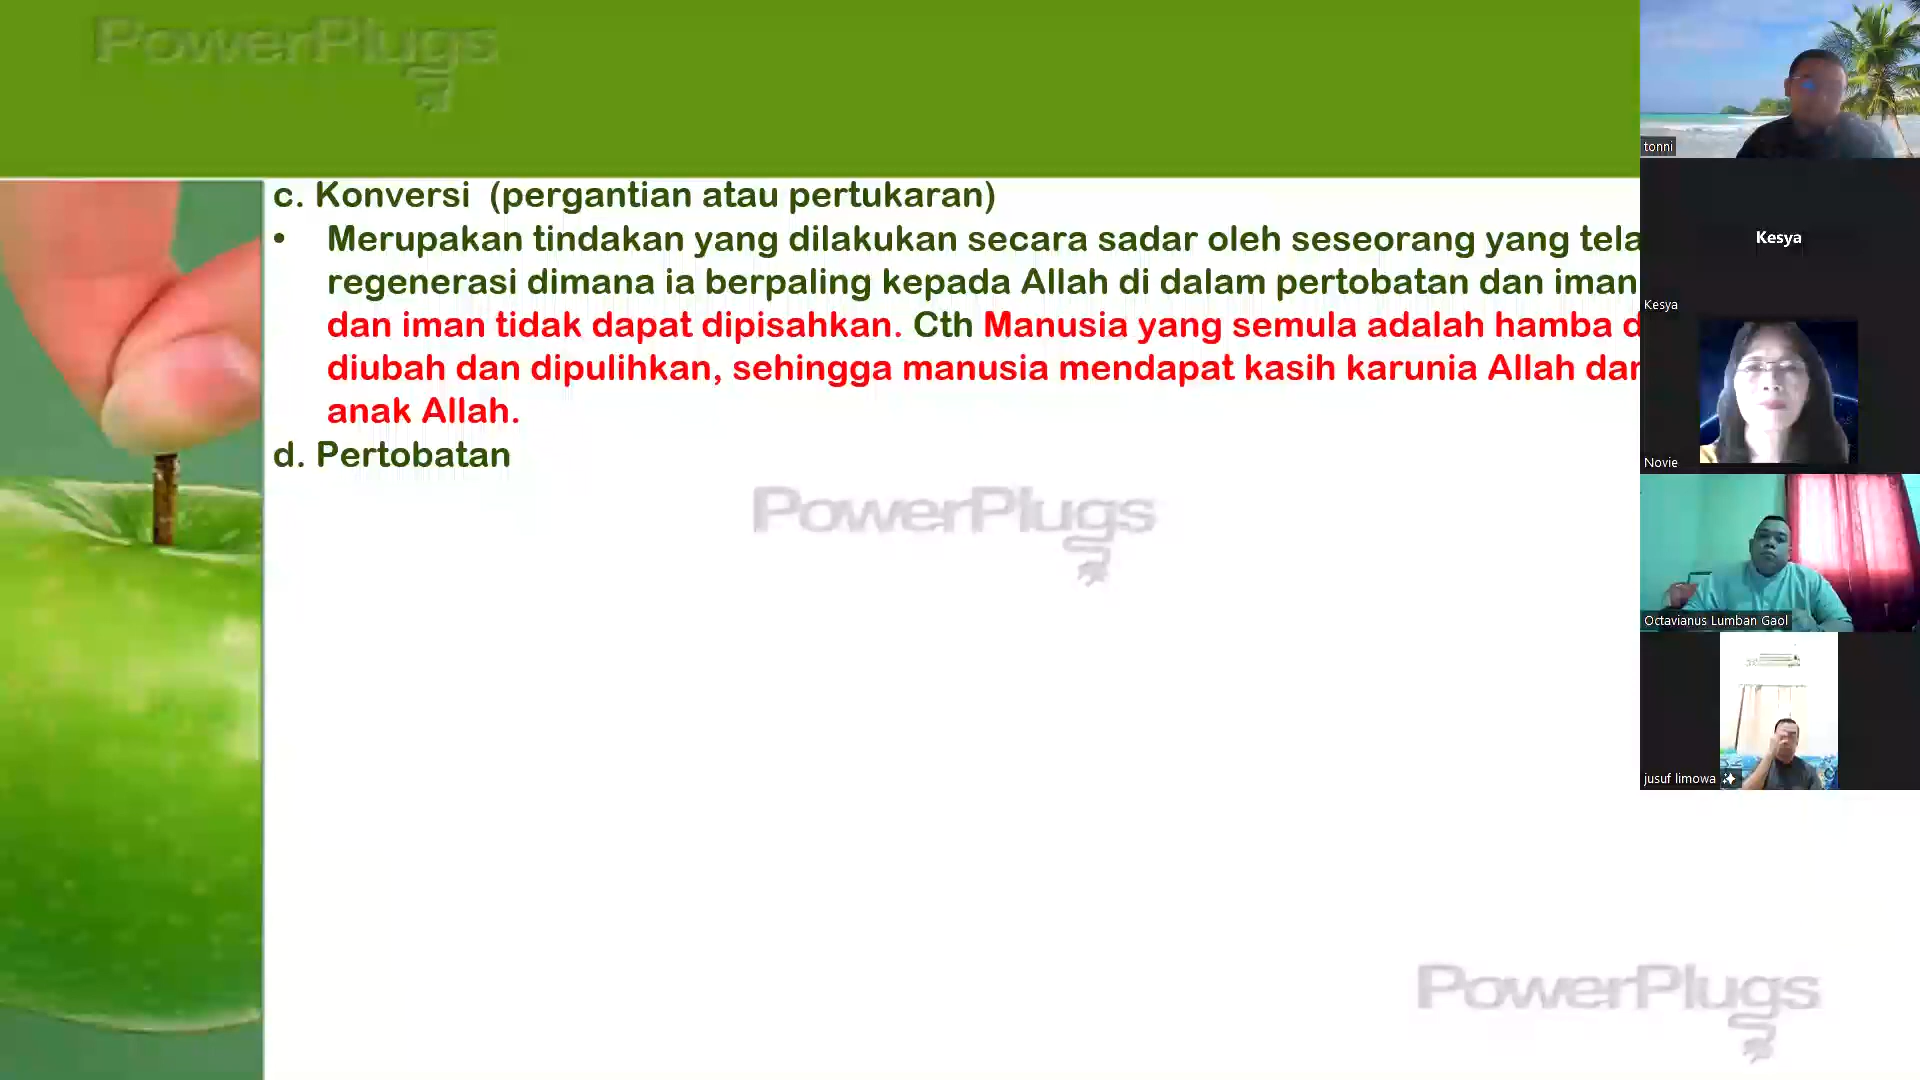 PowerPlugs
c. Konversi (pergantian atau pertukaran)
• Merupakan tindakan yang dilakukan secara sadar oleh seseorang yang
regenerasi dimana ia berpaling kepada Allah di dalam pertobatan dan iman
dan iman tidak dapat dipisahkan. Cth Manusia yang semula adalah hamba
diubah dan dipulihkan, sehingga manusia mendapat kasih karunia Allah
anak Allah.
d. Pertobatan
PowerPlugs
PowerPlugs
tonni
Kesya
Kesya
Novie
Octavianus Lumban Gaol
jusuf limowa